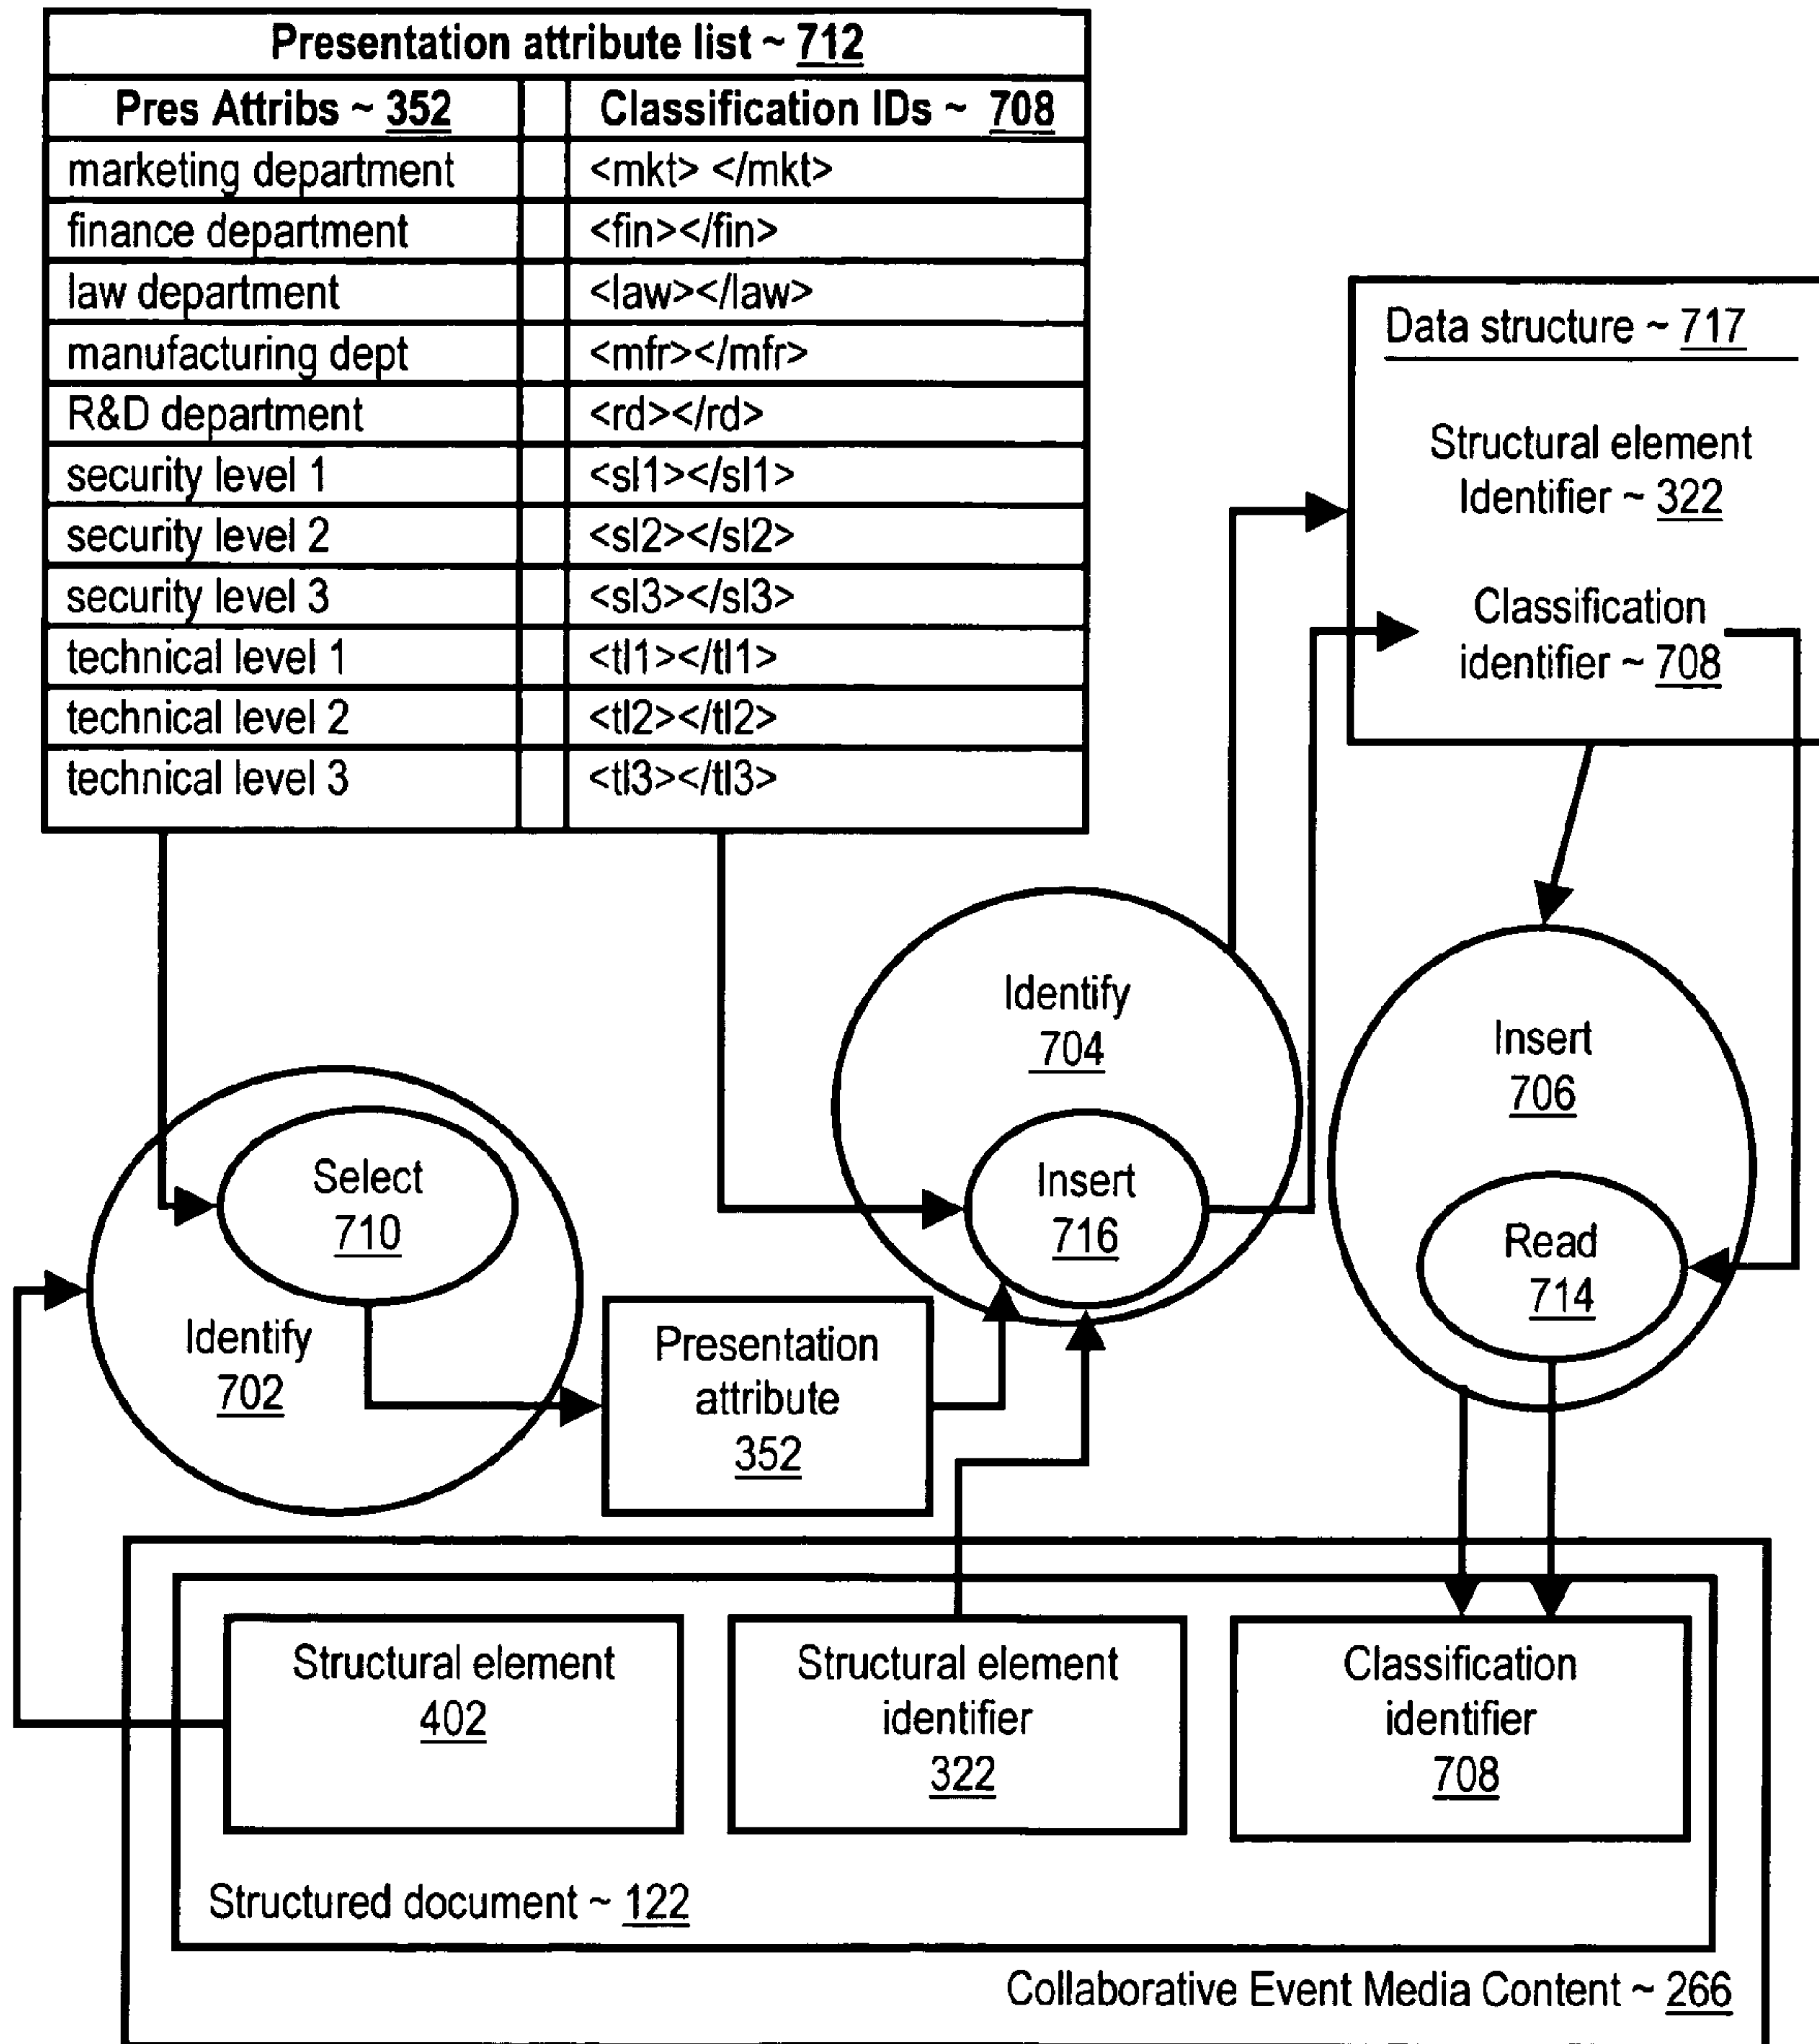 Presentation attribute list ~ 712
Pres Attribs ~ 352 Classification IDs ~ 708
marketing department <mkt> </mkt>
finance department <fin></fin>
law department <law></law>
manufacturing dept <mfr></mfr>
R&D department <rd></rd>
security level 1 <sl1></sl1>
security level 2 <sl2></sl2>
security level 3 <sl3></sl3>
technical level 1 <tl1></tl1>
technical level 2 <tl2></tl2>
technical level 3 <tl3></tl3>
Data structure ~ 717
Structural element
Identifier ~ 322
Classification
identifier ~ 708
Identify
704
Insert
716
Insert
706
Read
714
Select
710
Identify
702
Presentation
attribute
352
Structural element
402
Structural element
identifier
322
Classification
identifier
708
Structured document ~ 122
Collaborative Event Media Content ~ 266